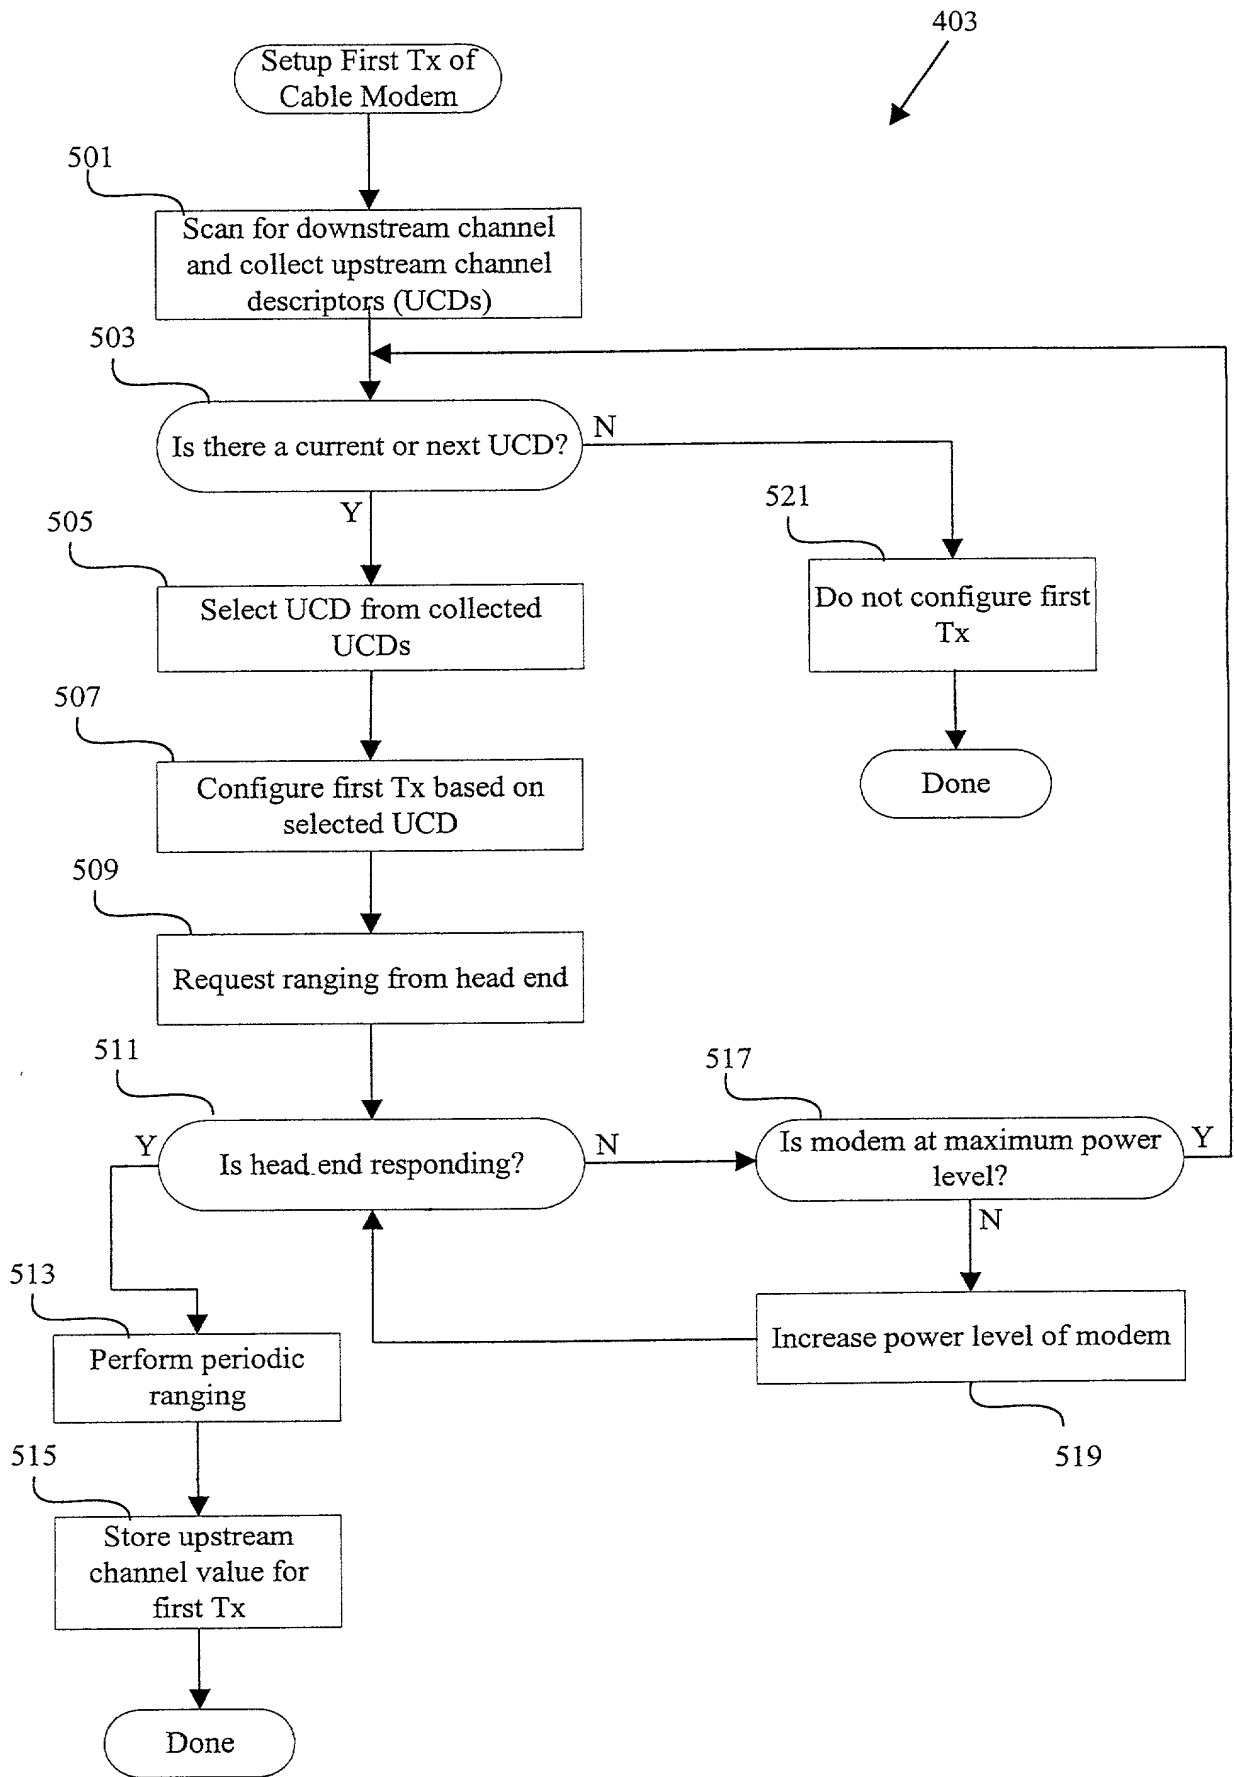 403
Setup First Tx of
Cable Modem
501
Scan for downstream channel
and collect upstream channel
descriptors (UCDs)
503
Is there a current or next UCD?
N
Y
521
Do not configure first
Tx
Done
505
Select UCD from collected
UCDs
507
Configure first Tx based on
selected UCD
509
Request ranging from head end
511
Is head end responding?
Y
N
517
Is modem at maximum power
level?
Y
N
Increase power level of modem
519
513
Perform periodic
ranging
515
Store upstream
channel value for
first Tx
Done